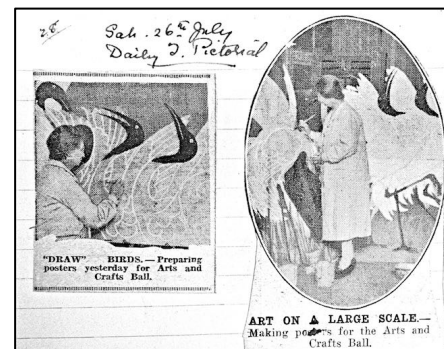 28
Sat. 26th July
Daily T. Pictorial
"DRAW" BIRDS.—Preparing
posters yesterday for Arts and
Crafts Ball.
ART ON A LARGE SCALE.—
Making posters for the Arts and
Crafts Ball.